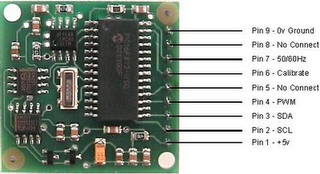 Pin 9 - 0v Ground
Pin 8 - No Connect
Pin 7 - 50/60Hz
Pin 6 - Calibrate
Pin 5 - No Connect
Pin 4 - PWM
Pin 3 - SDA
Pin 2 - SCL
Pin 1 - +5v